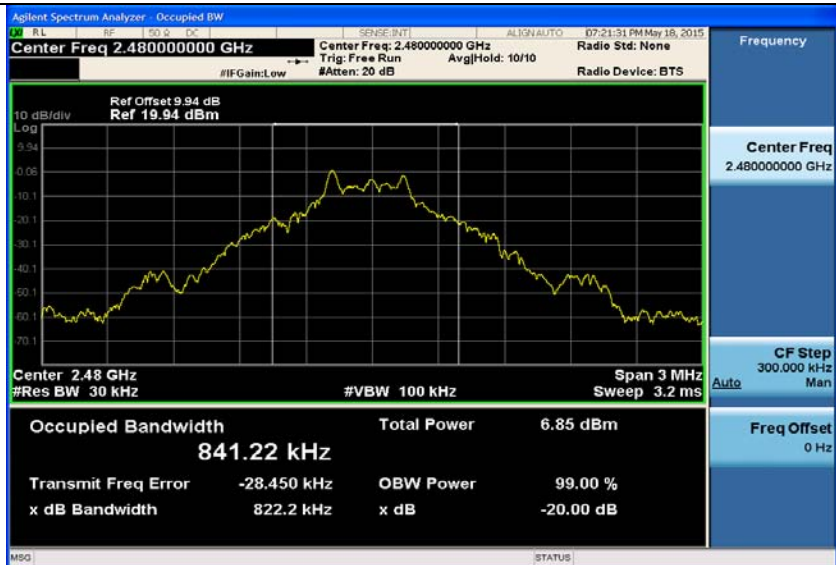 Agilent Spectrum Analyzer - Occupied BW
RL RF 50 Ω DC SENSE:INT ALIGN AUTO 07:21:31 PM May 18, 2015
Center Freq 2.480000000 GHz Center Freq: 2.480000000 GHz Radio Std: None
Trig: Free Run Avg|Hold: 10/10
#IFGain:Low #Atten: 20 dB Radio Device: BTS
Ref Offset 9.94 dB
10 dB/div Ref 19.94 dBm
Log
9.94
-0.06
-10.1
-20.1
-30.1
-40.1
-50.1
-60.1
-70.1
Center 2.48 GHz Span 3 MHz
#Res BW 30 kHz #VBW 100 kHz Sweep 3.2 ms
Occupied Bandwidth Total Power 6.85 dBm
841.22 kHz
Transmit Freq Error -28.450 kHz OBW Power 99.00 %
x dB Bandwidth 822.2 kHz x dB -20.00 dB
MSG STATUS
Frequency
Center Freq
2.480000000 GHz
CF Step
300.000 kHz
Auto Man
Freq Offset
0 Hz